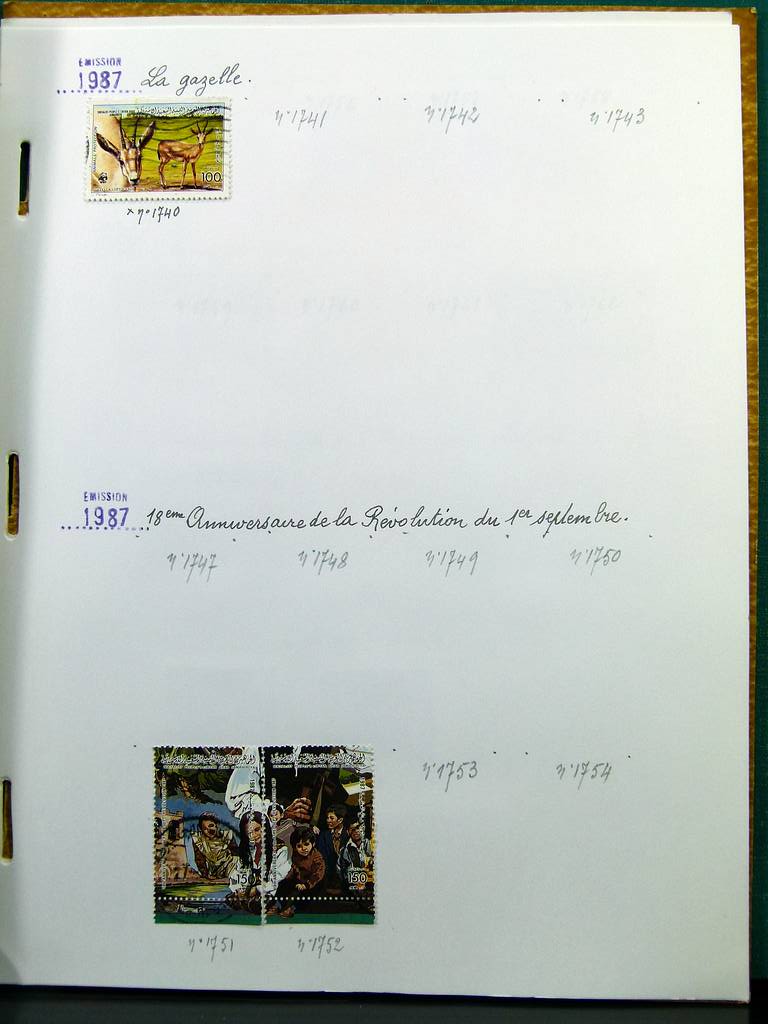 EMISSION
1987 La gazelle.
n°1741 n°1742 n°1743
100
x n°1740
EMISSION
1987 18eme Anniversaire de la Révolution du 1er septembre.
n°1747 n°1748 n°1749 n°1750
n°1753 n°1754
150 150
n°1751 n°1752